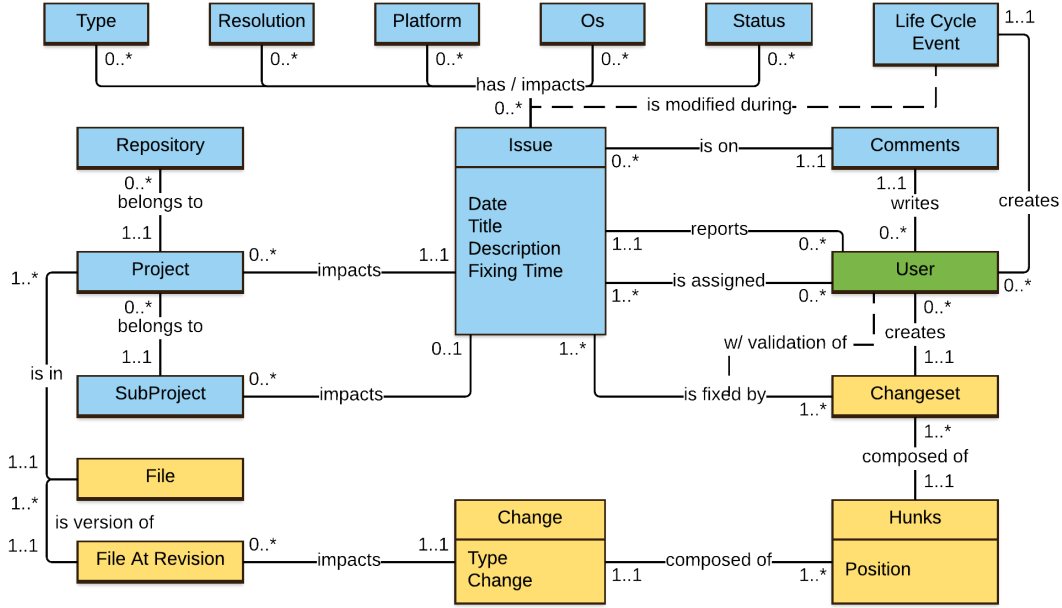 Type
Resolution
Platform
Os
Status
Life Cycle
Event
1..1
0..*
0..*
0..*
0..*
0..*
has / impacts
0..*
is modified during
Repository
Issue
Comments
0..*
is on
1..1
0..*
belongs to
1..1
1..1
writes
0..*
creates
Date
Title
Description
Fixing Time
reports
1..1
0..*
Project
1..*
0..*
impacts
1..1
is assigned
1..*
0..*
User
0..*
0..*
belongs to
1..1
0..*
creates
1..1
w/ validation of
0..1
1..*
is in
SubProject
0..*
impacts
is fixed by
1..*
Changeset
1..*
composed of
1..1
1..1
File
1..*
is version of
1..1
File At Revision
0..*
impacts
1..1
Change
Type
Change
composed of
1..1
1..*
Hunks
Position